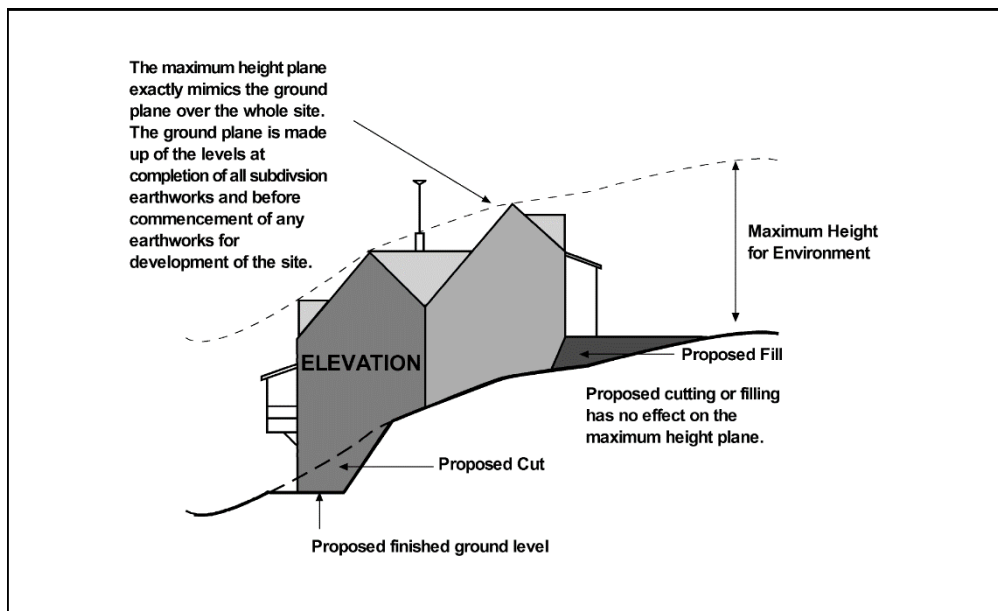 The maximum height plane
exactly mimics the ground
plane over the whole site.
The ground plane is made
up of the levels at
completion of all subdivsion
earthworks and before
commencement of any
earthworks for
development of the site.
Maximum Height
for Environment
ELEVATION
Proposed Fill
Proposed cutting or filling
has no effect on the
maximum height plane.
Proposed Cut
Proposed finished ground level